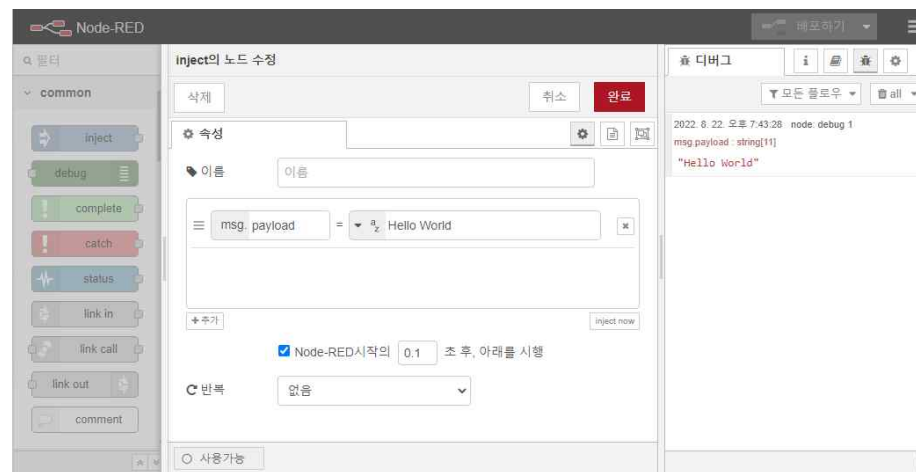 Node-RED
배포하기
필터
common
inject
debug
complete
catch
status
link in
link call
link out
comment
inject의 노드 수정
삭제
취소
완료
속성
이름
이름
msg. payload = a z Hello World
+추가
inject now
Node-RED시작의 0.1 초 후, 아래를 시행
반복
없음
사용가능
디버그
i
모든 플로우
all
2022. 8. 22. 오후 7:43:28 node: debug 1
msg.payload : string[11]
"Hello World"